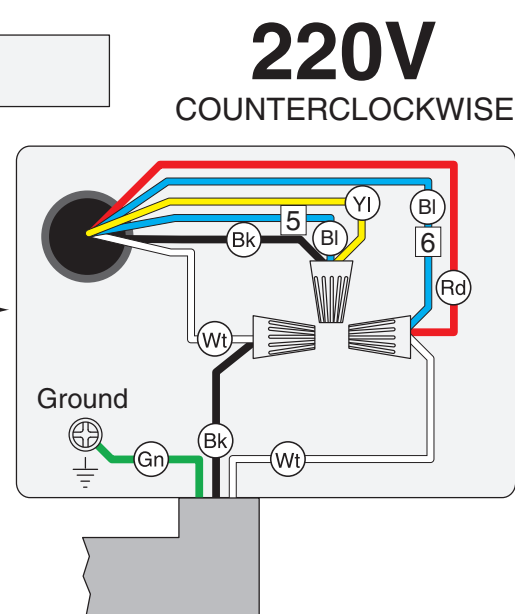 220V
COUNTERCLOCKWISE
Yl
Bl
5
Bk
Bl
6
Rd
Wt
Ground
Bk
Gn
Wt